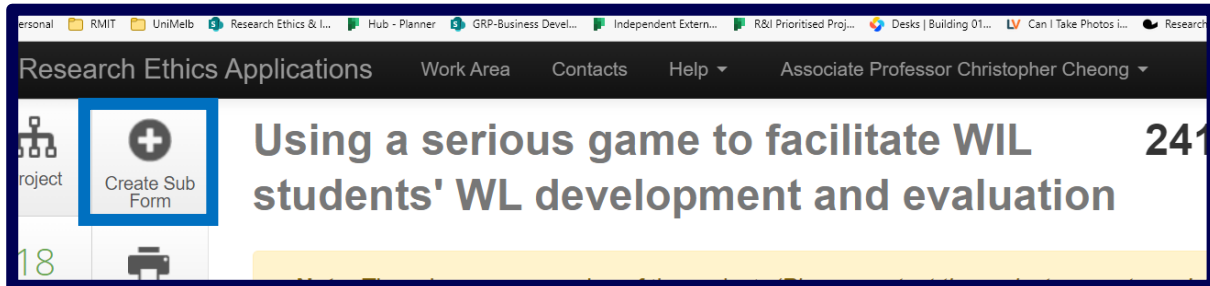 ersonal RMIT UniMelb Research Ethics & I... Hub - Planner GRP-Business Devel... Independent Extern... R&I Prioritised Proj... Desks | Building 01... Can I Take Photos i... Research
Research Ethics Applications Work Area Contacts Help Associate Professor Christopher Cheong
roject
Create Sub
Form
Using a serious game to facilitate WIL
students' WL development and evaluation
241
18